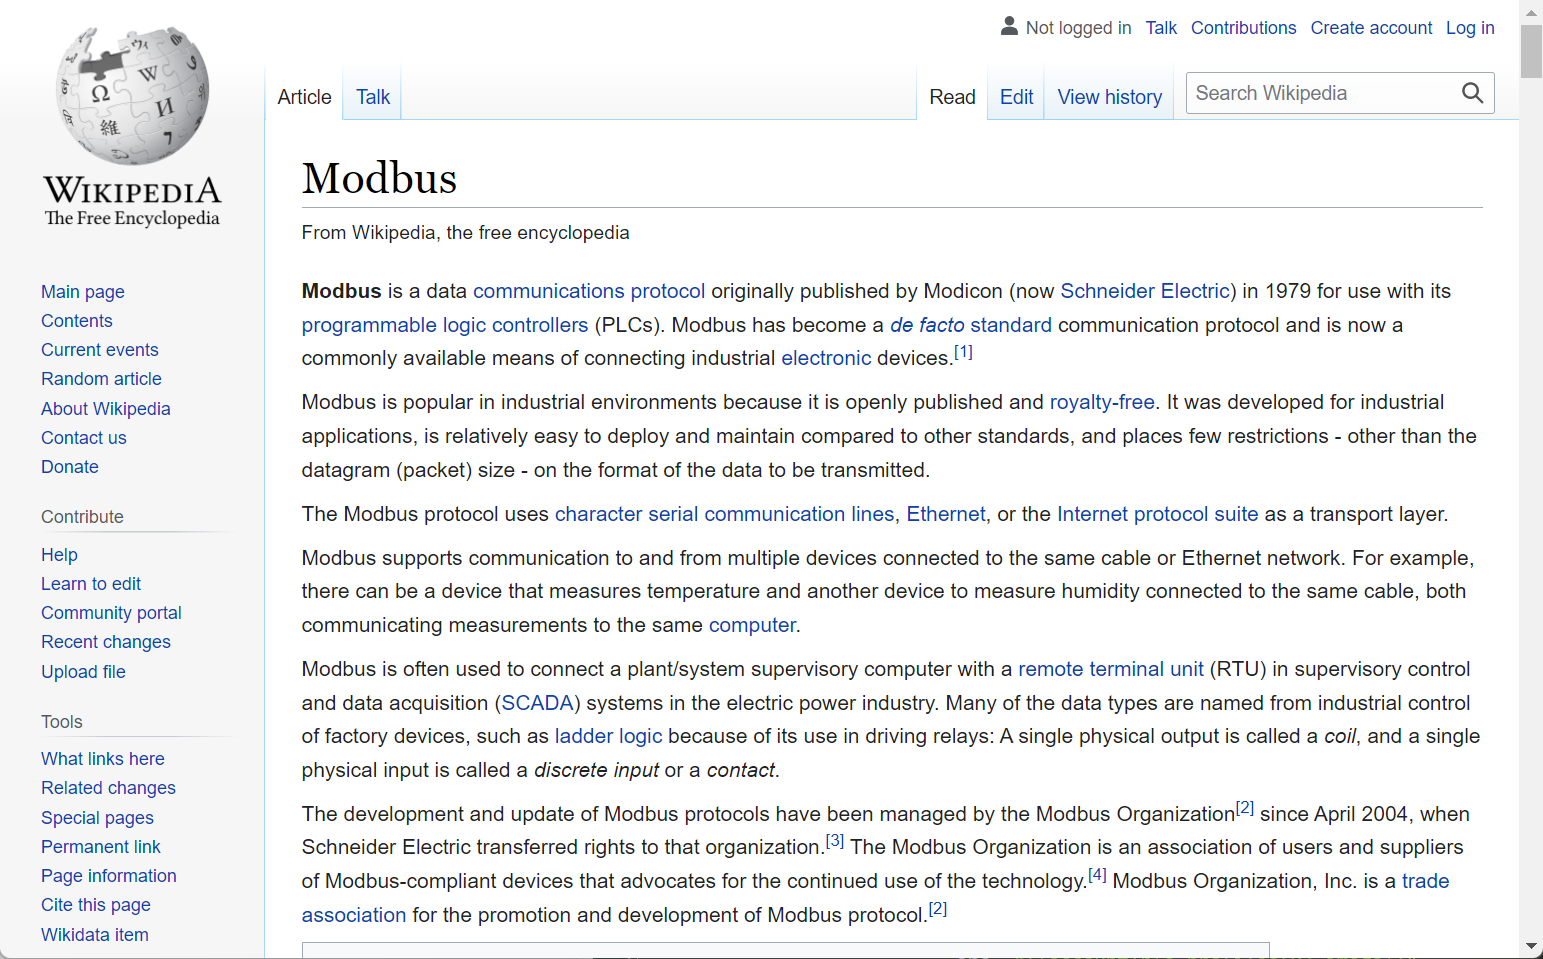 Not logged in Talk Contributions Create account Log in
Article Talk Read Edit View history Search Wikipedia
WIKIPEDIA
The Free Encyclopedia
Main page
Contents
Current events
Random article
About Wikipedia
Contact us
Donate
Contribute
Help
Learn to edit
Community portal
Recent changes
Upload file
Tools
What links here
Related changes
Special pages
Permanent link
Page information
Cite this page
Wikidata item
Modbus
From Wikipedia, the free encyclopedia
Modbus is a data communications protocol originally published by Modicon (now Schneider Electric) in 1979 for use with its
programmable logic controllers (PLCs). Modbus has become a de facto standard communication protocol and is now a
commonly available means of connecting industrial electronic devices.[1]
Modbus is popular in industrial environments because it is openly published and royalty-free. It was developed for industrial
applications, is relatively easy to deploy and maintain compared to other standards, and places few restrictions - other than the
datagram (packet) size - on the format of the data to be transmitted.
The Modbus protocol uses character serial communication lines, Ethernet, or the Internet protocol suite as a transport layer.
Modbus supports communication to and from multiple devices connected to the same cable or Ethernet network. For example,
there can be a device that measures temperature and another device to measure humidity connected to the same cable, both
communicating measurements to the same computer.
Modbus is often used to connect a plant/system supervisory computer with a remote terminal unit (RTU) in supervisory control
and data acquisition (SCADA) systems in the electric power industry. Many of the data types are named from industrial control
of factory devices, such as ladder logic because of its use in driving relays: A single physical output is called a coil, and a single
physical input is called a discrete input or a contact.
The development and update of Modbus protocols have been managed by the Modbus Organization[2] since April 2004, when
Schneider Electric transferred rights to that organization.[3] The Modbus Organization is an association of users and suppliers
of Modbus-compliant devices that advocates for the continued use of the technology.[4] Modbus Organization, Inc. is a trade
association for the promotion and development of Modbus protocol.[2]